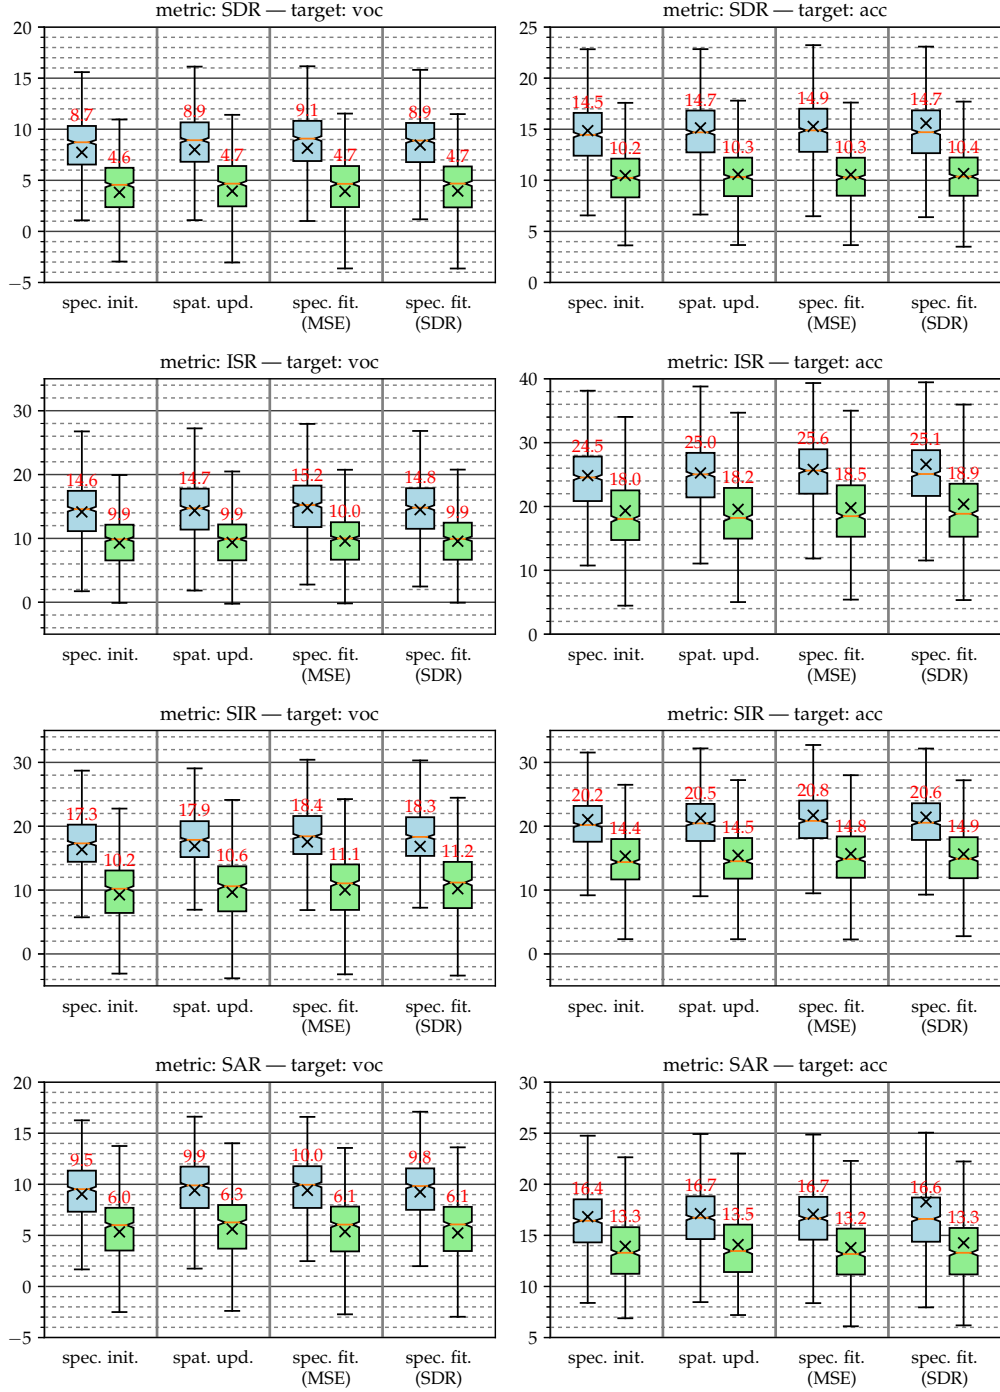 metric: SDR — target: voc
20
15
10
5
0
−5
8.7
4.6
8.9
4.7
9.1
4.7
8.9
4.7
spec. init.
spat. upd.
spec. fit.
(MSE)
spec. fit.
(SDR)
metric: SDR — target: acc
25
20
15
10
5
0
14.5
10.2
14.7
10.3
14.9
10.3
14.7
10.4
spec. init.
spat. upd.
spec. fit.
(MSE)
spec. fit.
(SDR)
metric: ISR — target: voc
30
20
10
0
14.6
9.9
14.7
9.9
15.2
10.0
14.8
9.9
spec. init.
spat. upd.
spec. fit.
(MSE)
spec. fit.
(SDR)
metric: ISR — target: acc
40
30
20
10
0
24.5
18.0
25.0
18.2
25.6
18.5
25.1
18.9
spec. init.
spat. upd.
spec. fit.
(MSE)
spec. fit.
(SDR)
metric: SIR — target: voc
30
20
10
0
17.3
10.2
17.9
10.6
18.4
11.1
18.3
11.2
spec. init.
spat. upd.
spec. fit.
(MSE)
spec. fit.
(SDR)
metric: SIR — target: acc
30
20
10
0
20.2
14.4
20.5
14.5
20.8
14.8
20.6
14.9
spec. init.
spat. upd.
spec. fit.
(MSE)
spec. fit.
(SDR)
metric: SAR — target: voc
20
15
10
5
0
−5
9.5
6.0
9.9
6.3
10.0
6.1
9.8
6.1
spec. init.
spat. upd.
spec. fit.
(MSE)
spec. fit.
(SDR)
metric: SAR — target: acc
30
25
20
15
10
5
16.4
13.3
16.7
13.5
16.7
13.2
16.6
13.3
spec. init.
spat. upd.
spec. fit.
(MSE)
spec. fit.
(SDR)